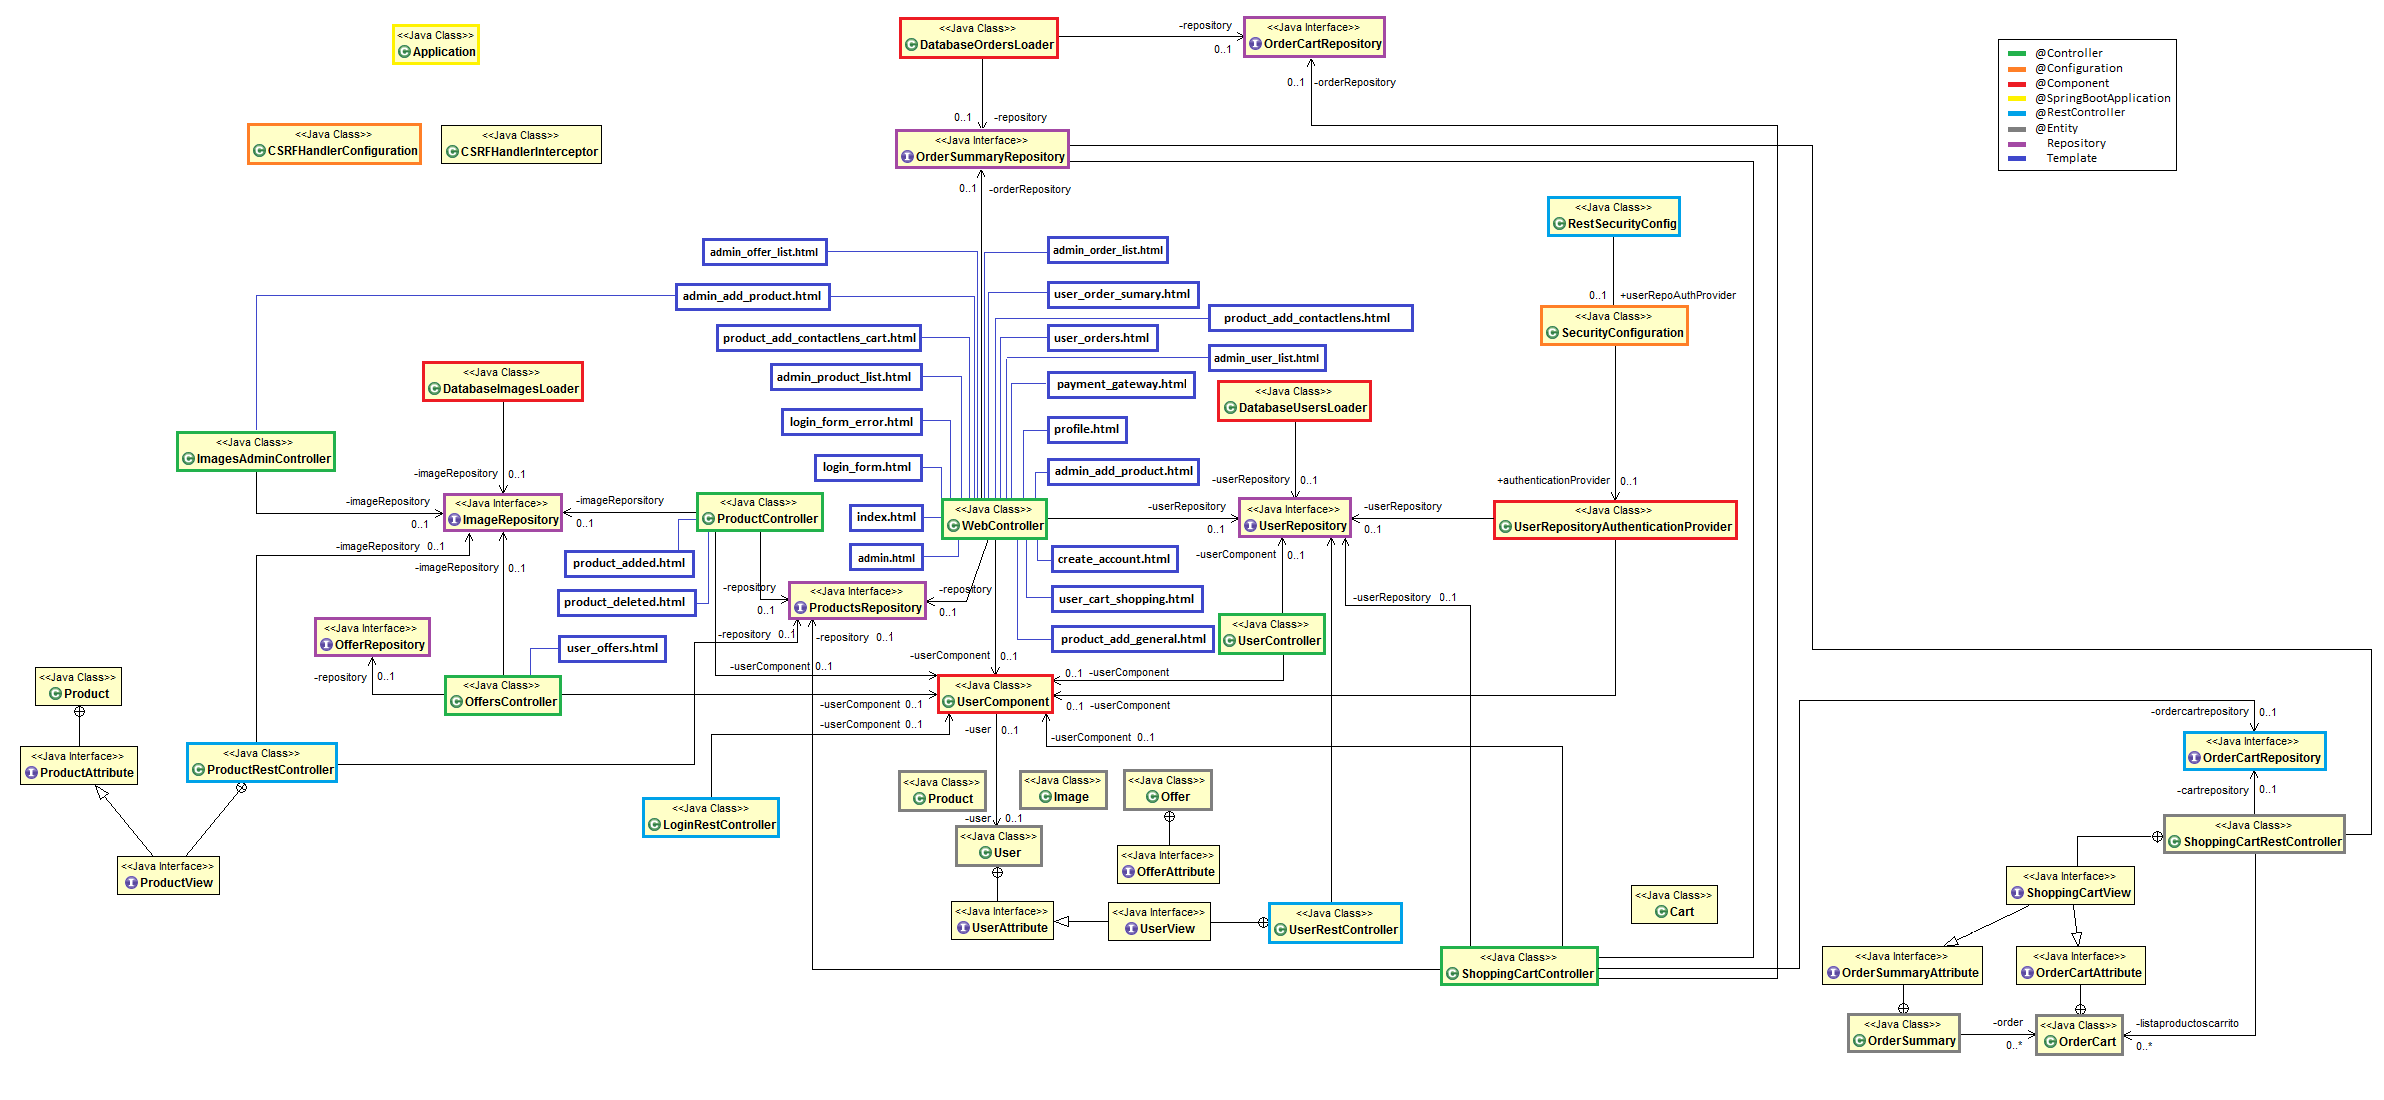 <<Java Class>>
Application
<<Java Class>>
DatabaseOrdersLoader
-repository
0..1
<<Java Interface>>
OrderCartRepository
0..1
-orderRepository
@Controller
@Configuration
@Component
@SpringBootApplication
@RestController
@Entity
Repository
Template
<<Java Class>>
CSRFHandlerConfiguration
<<Java Class>>
CSRFHandlerInterceptor
0..1
-repository
<<Java Interface>>
OrderSummaryRepository
0..1
-orderRepository
<<Java Class>>
RestSecurityConfig
0..1
+userRepoAuthProvider
<<Java Class>>
SecurityConfiguration
admin_offer_list.html
admin_order_list.html
admin_add_product.html
user_order_sumary.html
product_add_contactlens.html
product_add_contactlens_cart.html
user_orders.html
admin_user_list.html
admin_product_list.html
payment_gateway.html
login_form_error.html
profile.html
login_form.html
admin_add_product.html
<<Java Class>>
DatabaseImagesLoader
<<Java Class>>
DatabaseUsersLoader
<<Java Class>>
ImagesAdminController
-imageRepository
0..1
-userRepository
0..1
+authenticationProvider
0..1
-imageRepository
0..1
<<Java Interface>>
ImageRepository
-imageReporsitory
0..1
<<Java Class>>
ProductController
index.html
<<Java Class>>
WebController
-userRepository
0..1
<<Java Interface>>
UserRepository
-userRepository
0..1
<<Java Class>>
UserRepositoryAuthenticationProvider
-imageRepository
0..1
-imageRepository
0..1
product_added.html
admin.html
create_account.html
-userComponent
0..1
product_deleted.html
-repository
0..1
<<Java Interface>>
ProductsRepository
-repository
0..1
user_cart_shopping.html
-userRepository
0..1
<<Java Interface>>
OfferRepository
user_offers.html
-repository
0..1
-repository
0..1
product_add_general.html
<<Java Class>>
UserController
-userComponent
0..1
-userComponent
0..1
-repository
0..1
<<Java Class>>
Product
<<Java Class>>
OffersController
<<Java Class>>
UserComponent
0..1
-userComponent
-userComponent
0..1
0..1
-userComponent
-userComponent
0..1
-user
0..1
-userComponent
0..1
-ordercartrepository
0..1
<<Java Interface>>
ProductAttribute
<<Java Class>>
ProductRestController
<<Java Interface>>
OrderCartRepository
<<Java Class>>
LoginRestController
<<Java Class>>
Product
<<Java Class>>
Image
<<Java Class>>
Offer
-cartrepository
0..1
-user
0..1
<<Java Class>>
User
<<Java Class>>
ShoppingCartRestController
<<Java Interface>>
ProductView
<<Java Interface>>
OfferAttribute
<<Java Interface>>
ShoppingCartView
<<Java Interface>>
UserAttribute
<<Java Interface>>
UserView
<<Java Class>>
UserRestController
<<Java Class>>
Cart
<<Java Class>>
ShoppingCartController
<<Java Interface>>
OrderSummaryAttribute
<<Java Interface>>
OrderCartAttribute
<<Java Class>>
OrderSummary
-order
0..*
<<Java Class>>
OrderCart
-listaproductoscarrito
0..*